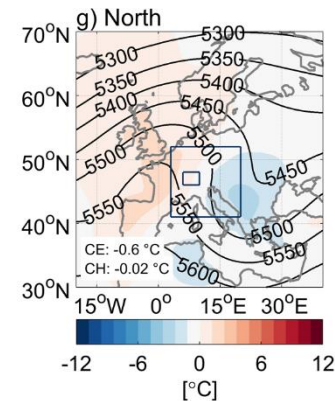 g) North
70°N
60°N
50°N
40°N
30°N
5300
5300
5350
5350
5400
5400
5450
5500
5500
5450
5550
5550
5500
5550
5600
CE: -0.6 °C
CH: -0.02 °C
15°W
0°
15°E
30°E
-12
-6
0
6
12
[°C]